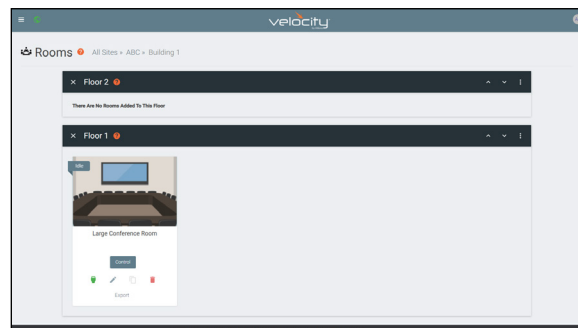 velocity
Rooms All Sites » ABC » Building 1
Floor 2
There Are No Rooms Added To This Floor
Floor 1
Idle
Large Conference Room
Control
Export